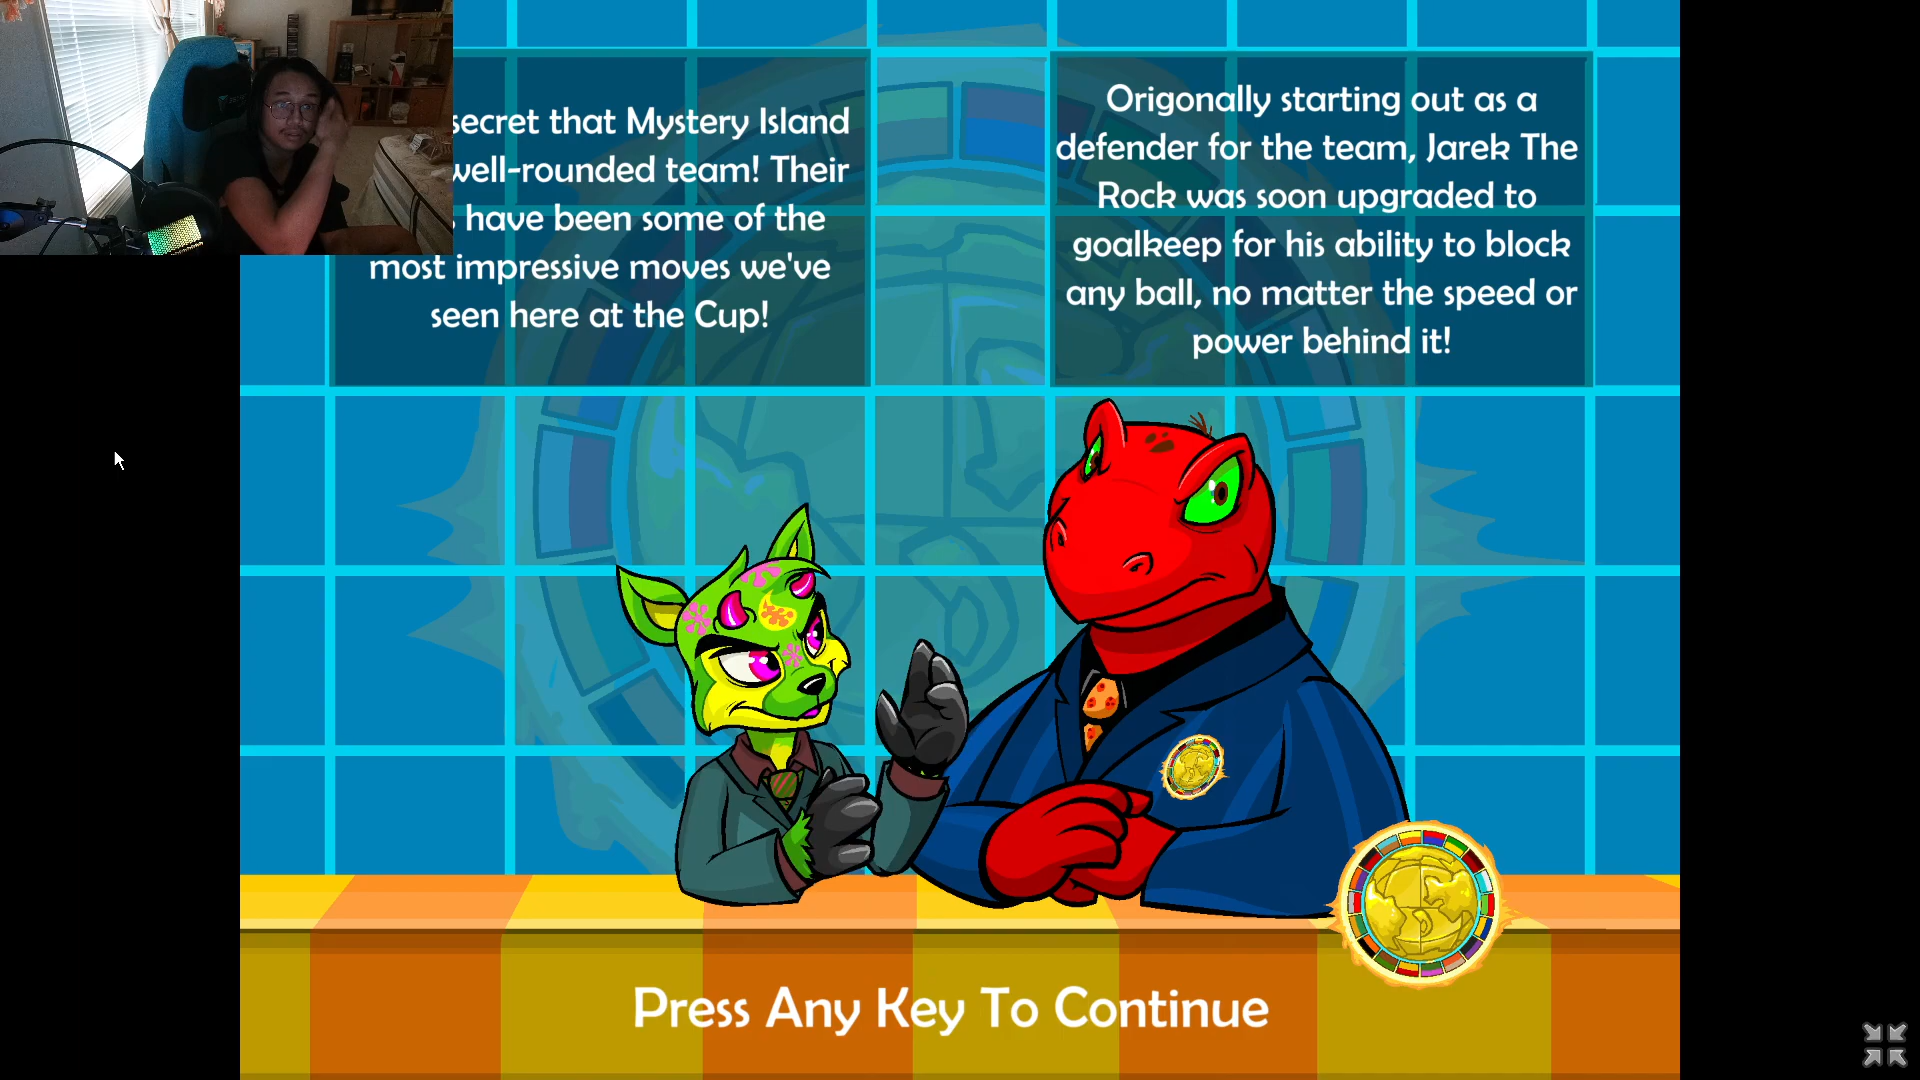 secret that Mystery Island
well-rounded team! Their
have been some of the
most impressive moves we've
seen here at the Cup!
Origonally starting out as a
defender for the team, Jarek The
Rock was soon upgraded to
goalkeep for his ability to block
any ball, no matter the speed or
power behind it!
Press Any Key To Continue